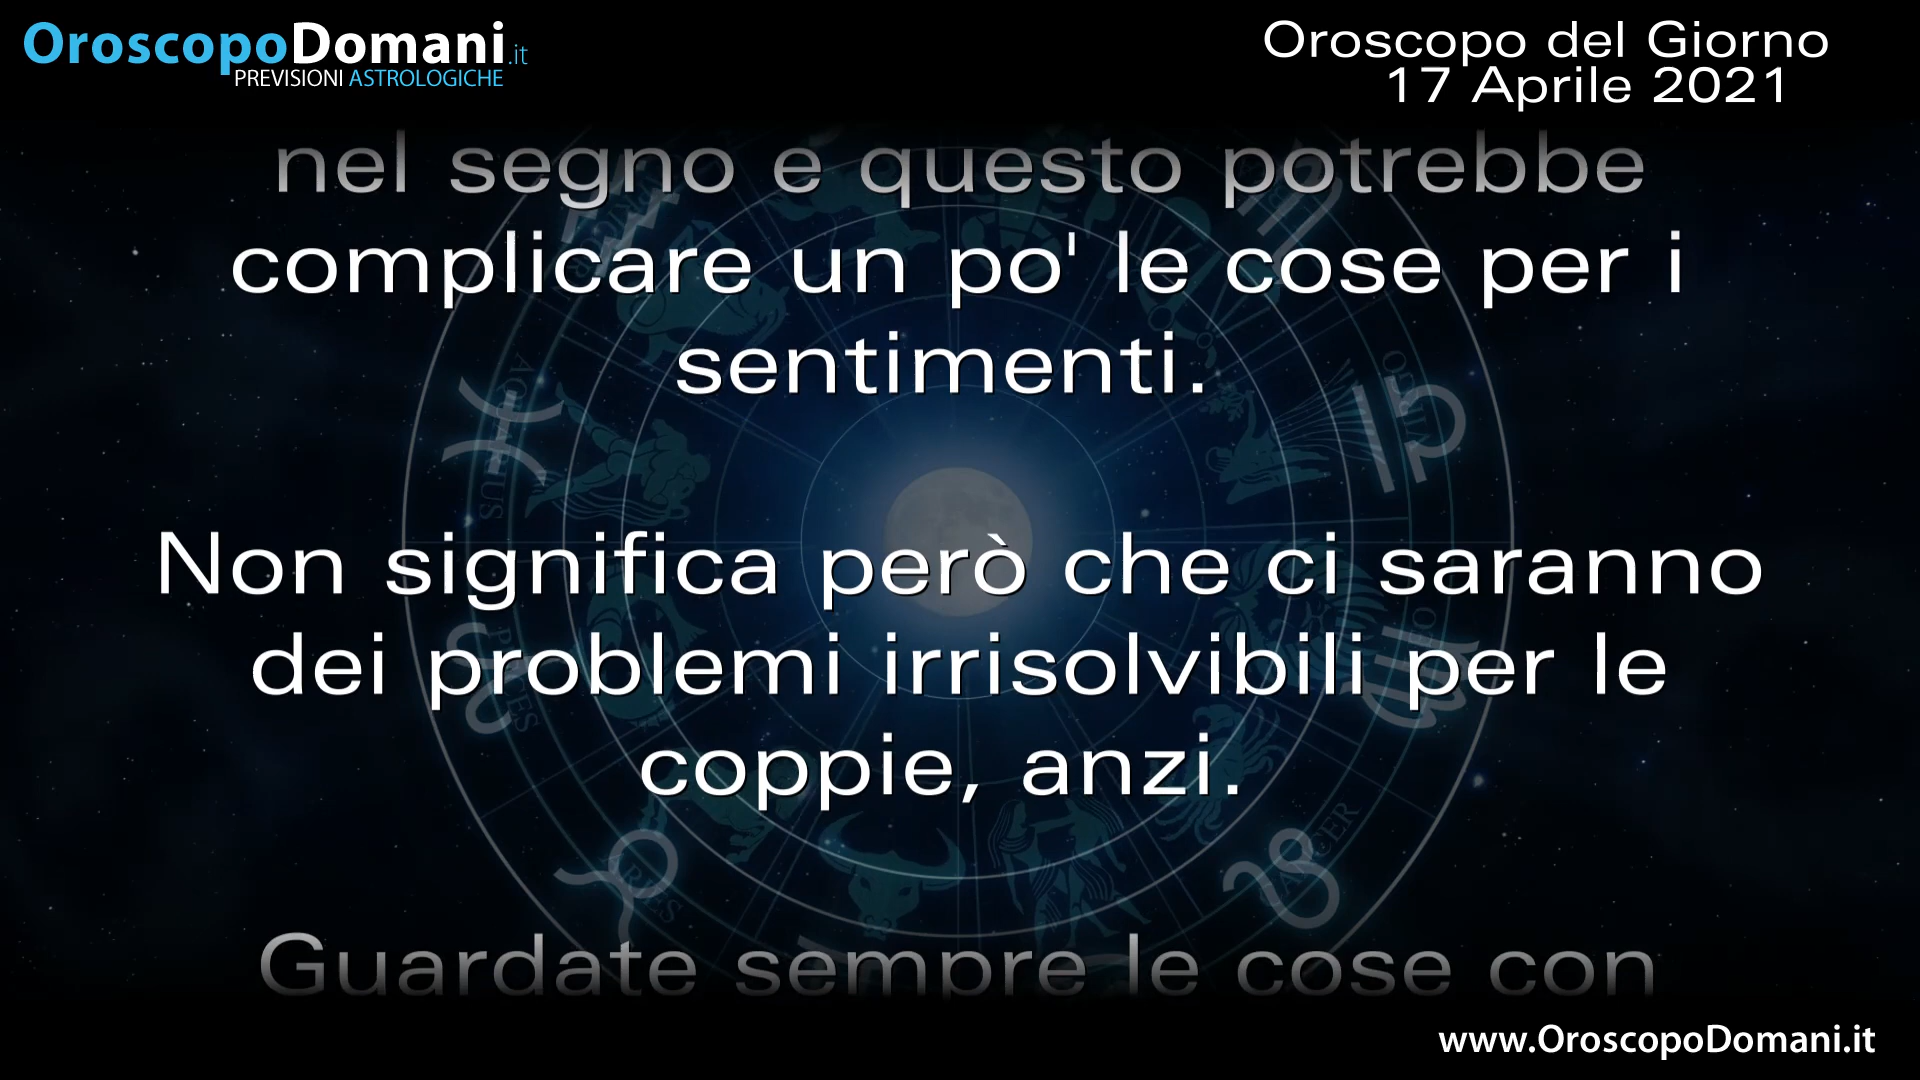 OroscopoDomani.it
PREVISIONI ASTROLOGICHE
Oroscopo del Giorno
17 Aprile 2021
nel segno e questo potrebbe
complicare un po' le cose per i
sentimenti.
Non significa però che ci saranno
dei problemi irrisolvibili per le
coppie, anzi.
Guardate sempre le cose con
www.OroscopoDomani.it